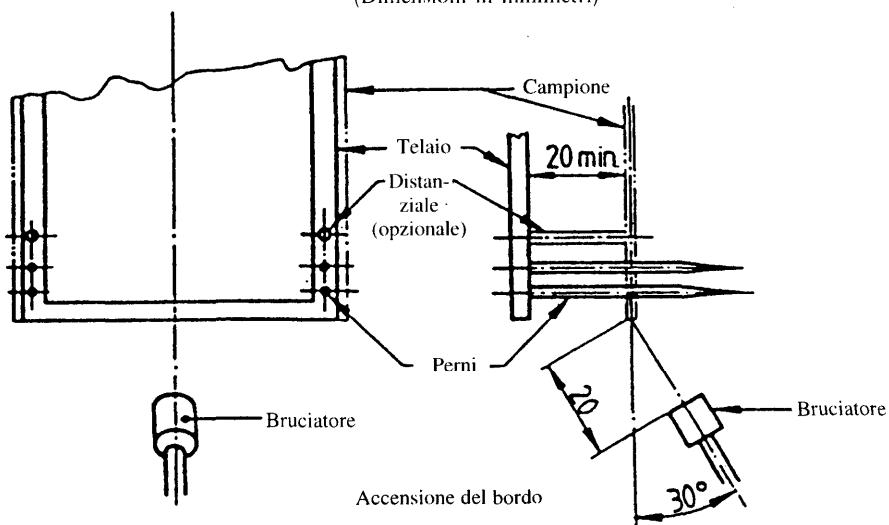 (Dimensioni in millimetri)
Campione
Telaio
20 min
Distan-
ziale
(opzionale)
Perni
20
Bruciatore
Bruciatore
Accensione del bordo
30°